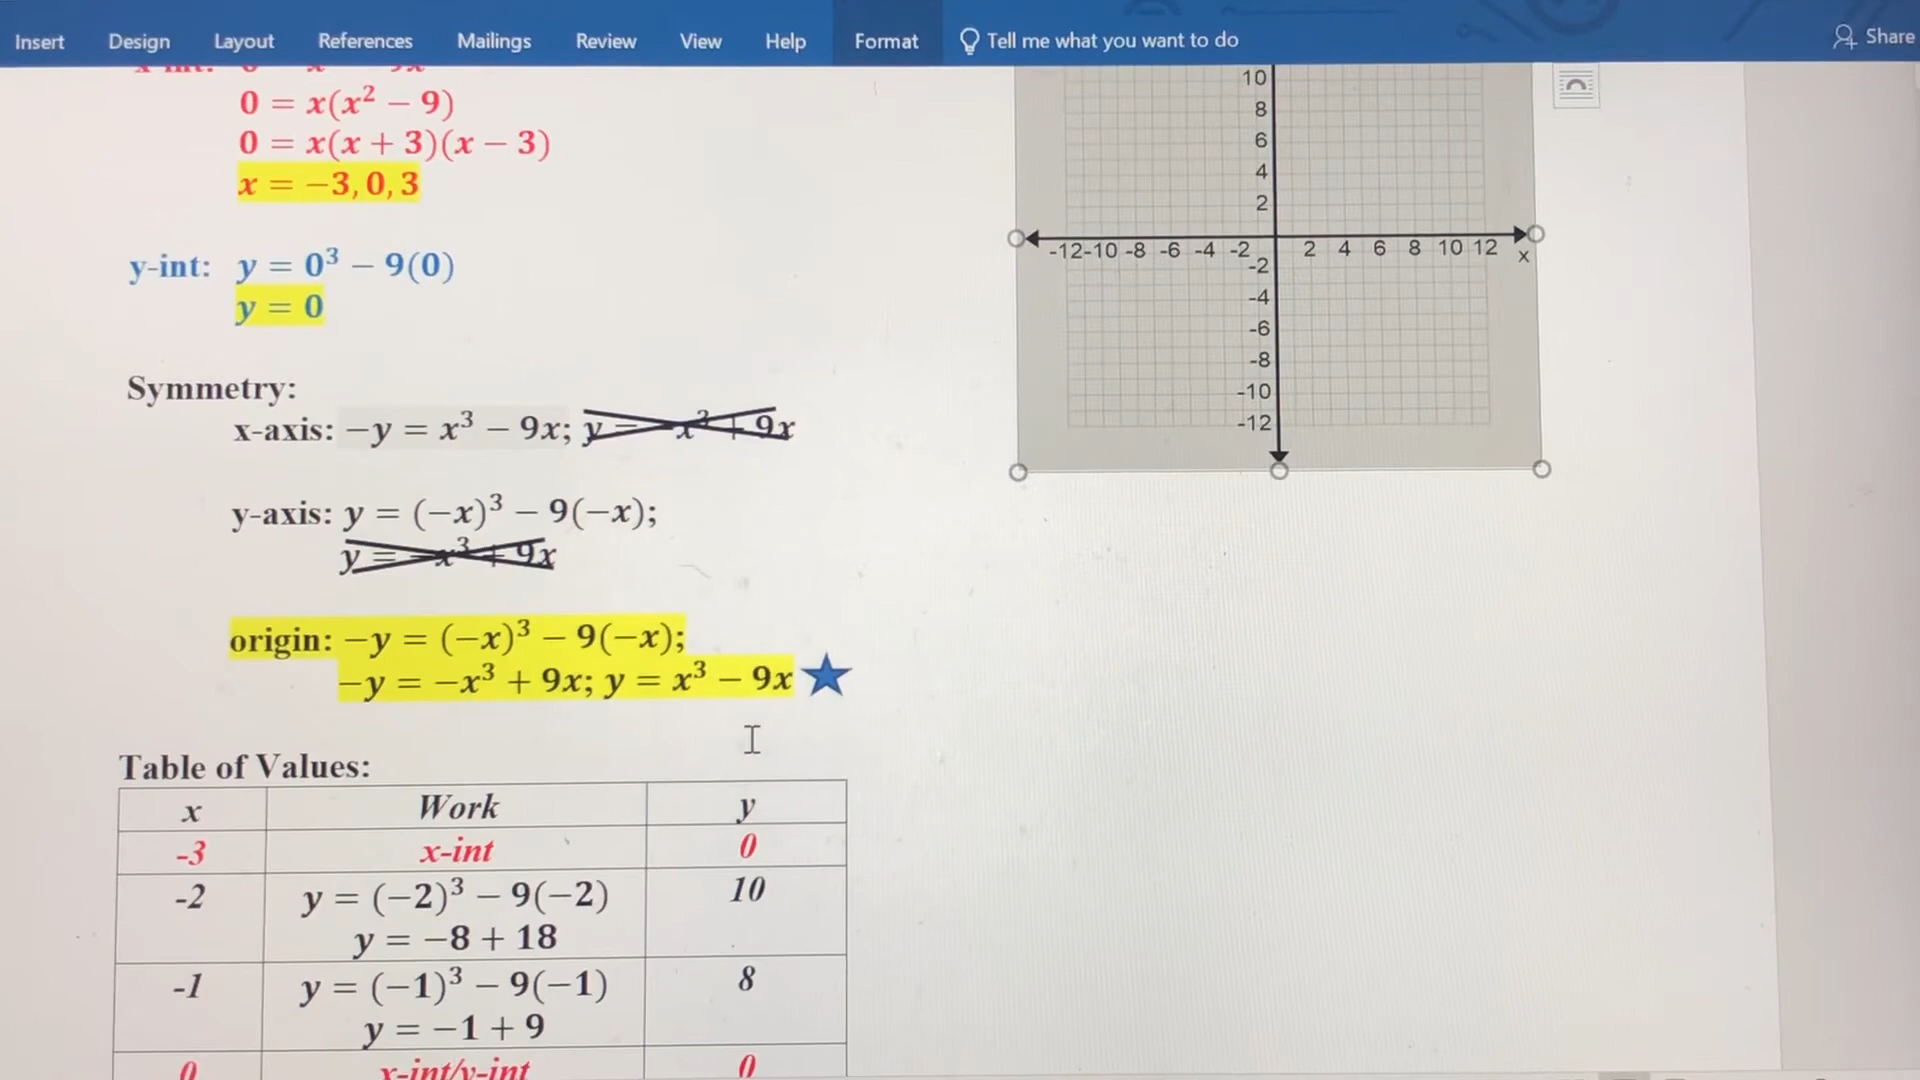 Insert Design Layout References Mailings Review View Help Format Tell me what you want to do Share
0 = x(x² − 9)
0 = x(x + 3)(x − 3)
x = −3, 0, 3
y-int: y = 0³ − 9(0)
y = 0
Symmetry:
x-axis: −y = x³ − 9x; y = −x³ + 9x
y-axis: y = (−x)³ − 9(−x);
y = −x³ + 9x
origin: −y = (−x)³ − 9(−x);
−y = −x³ + 9x; y = x³ − 9x
Table of Values:
x Work y
-3 x-int 0
-2 y = (−2)³ − 9(−2) 10
y = −8 + 18
-1 y = (−1)³ − 9(−1) 8
y = −1 + 9
0 x-int/y-int 0
10
8
6
4
2
-12 -10 -8 -6 -4 -2 2 4 6 8 10 12 x
-2
-4
-6
-8
-10
-12